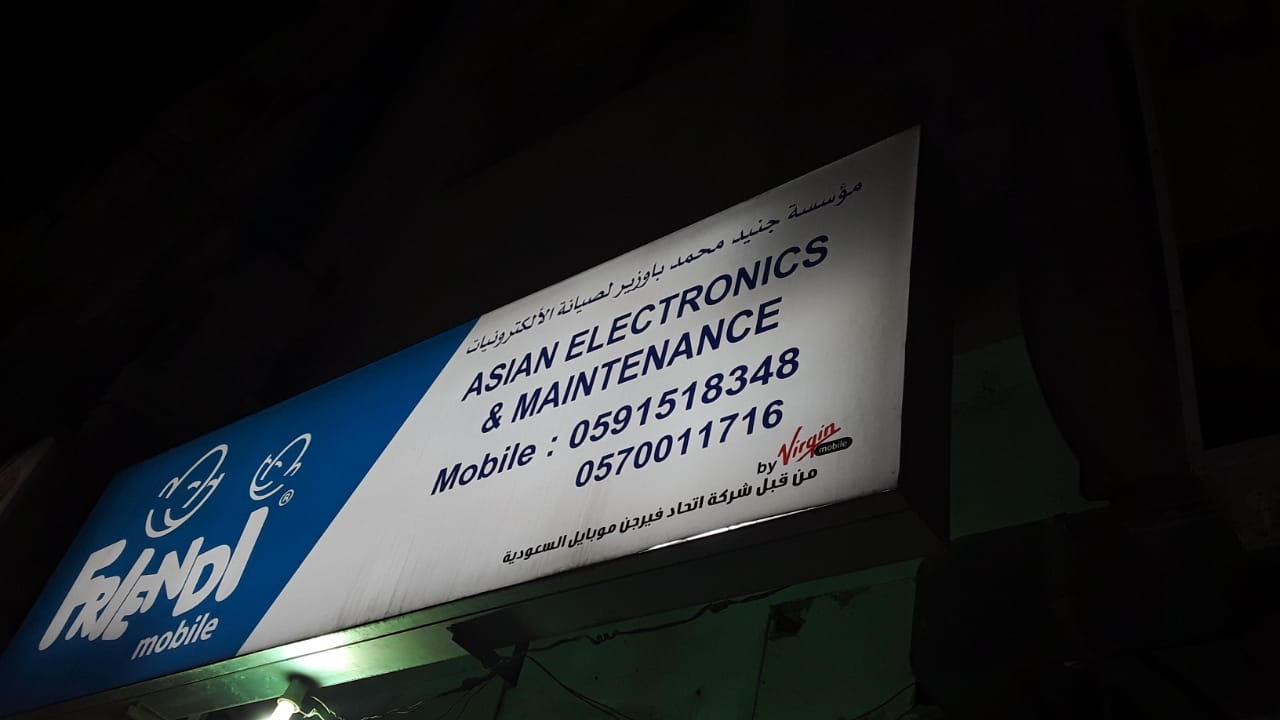 مؤسسة جنيد محمد باوزير لصيانة الألكترونيات
ASIAN ELECTRONICS
& MAINTENANCE
Mobile : 0591518348
0570011716
by Virgin mobile
من قبل شركة اتحاد فيرجن موبايل السعودية
FRiENDi ®
mobile